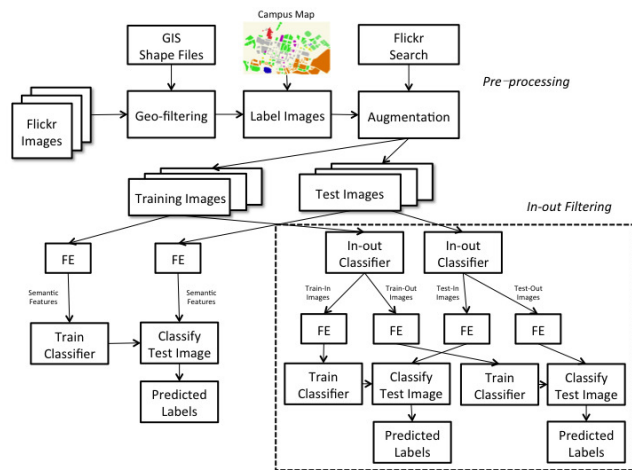 Campus Map
GIS
Shape Files
Flickr
Search
Pre-processing
Flickr
Images
Geo-filtering
Label Images
Augmentation
Training Images
Test Images
In-out Filtering
FE
FE
In-out
Classifier
In-out
Classifier
Semantic
Features
Semantic
Features
Train-In
Images
Train-Out
Images
Test-In
Images
Test-Out
Images
FE
FE
FE
FE
Train
Classifier
Classify
Test Image
Train
Classifier
Classify
Test Image
Train
Classifier
Classify
Test Image
Predicted
Labels
Predicted
Labels
Predicted
Labels